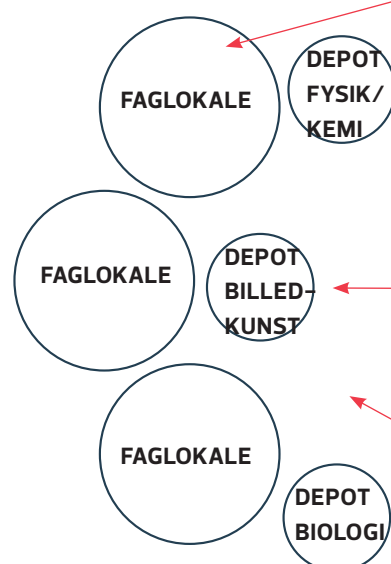 FAGLOKALE
DEPOT
FYSIK/
KEMI
FAGLOKALE
DEPOT
BILLED-
KUNST
FAGLOKALE
DEPOT
BIOLOGI